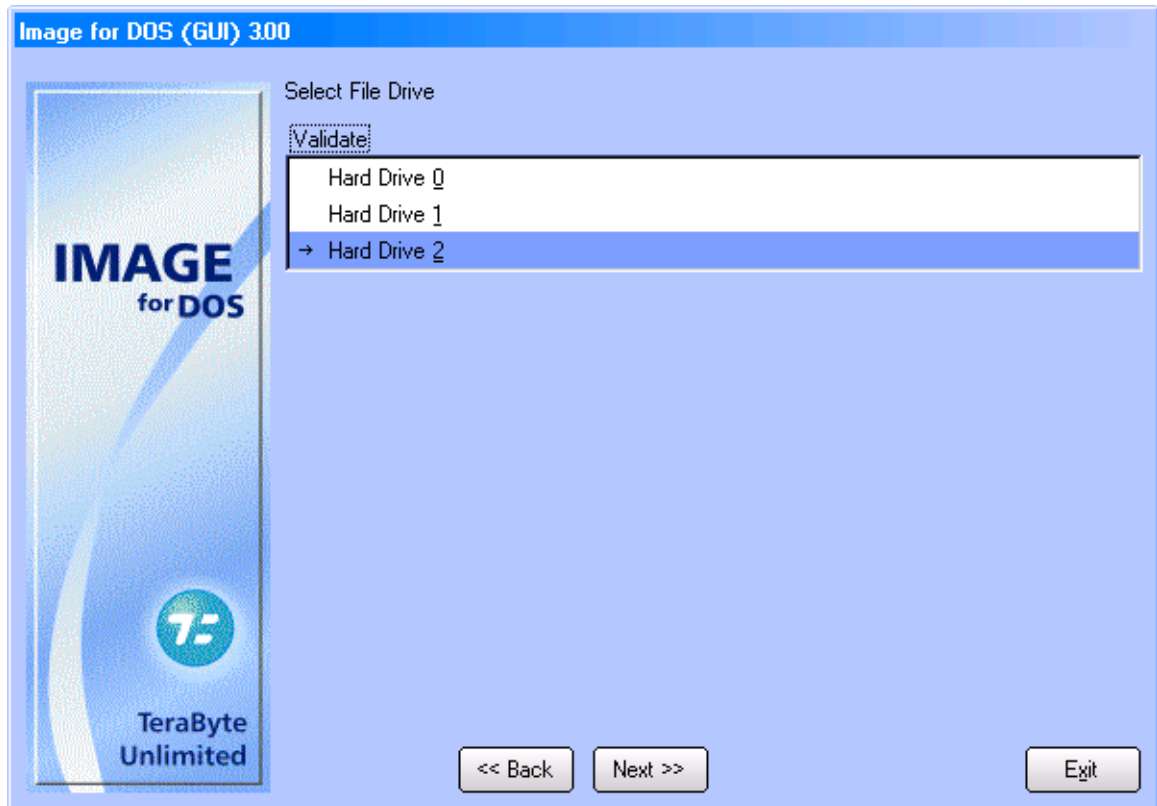 Image for DOS (GUI) 3.00
Select File Drive
Validate
Hard Drive 0
Hard Drive 1
→ Hard Drive 2
IMAGE
for DOS
TeraByte
Unlimited
<< Back
Next >>
Exit